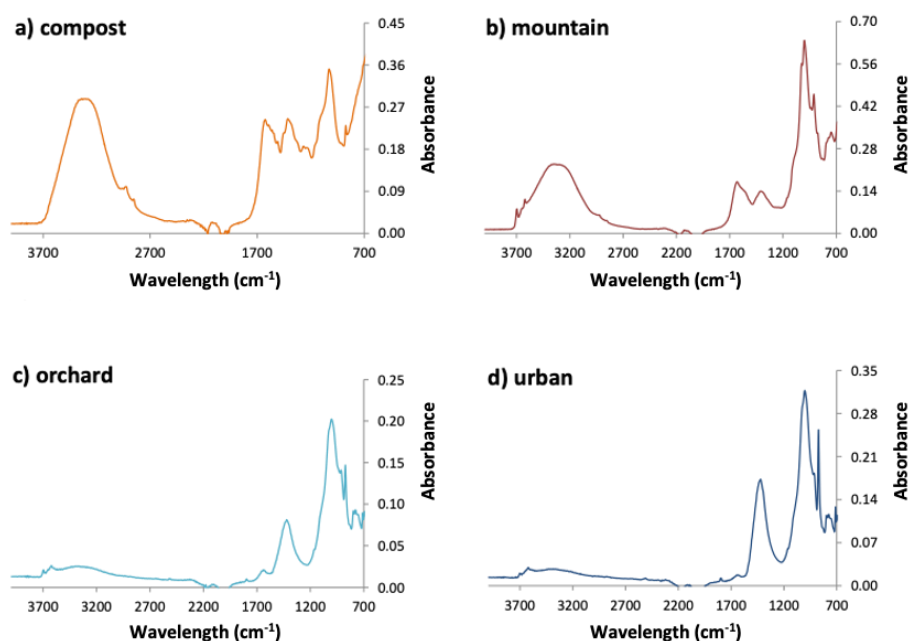 a) compost
0.45
0.36
0.27
0.18
0.09
0.00
Absorbance
3700 2700 1700 700
Wavelength (cm-1)
b) mountain
0.70
0.56
0.42
0.28
0.14
0.00
Absorbance
3700 3200 2700 2200 1700 1200 700
Wavelength (cm-1)
c) orchard
0.25
0.20
0.15
0.10
0.05
0.00
Absorbance
3700 3200 2700 2200 1700 1200 700
Wavelength (cm-1)
d) urban
0.35
0.28
0.21
0.14
0.07
0.00
Absorbance
3700 3200 2700 2200 1700 1200 700
Wavelength (cm-1)